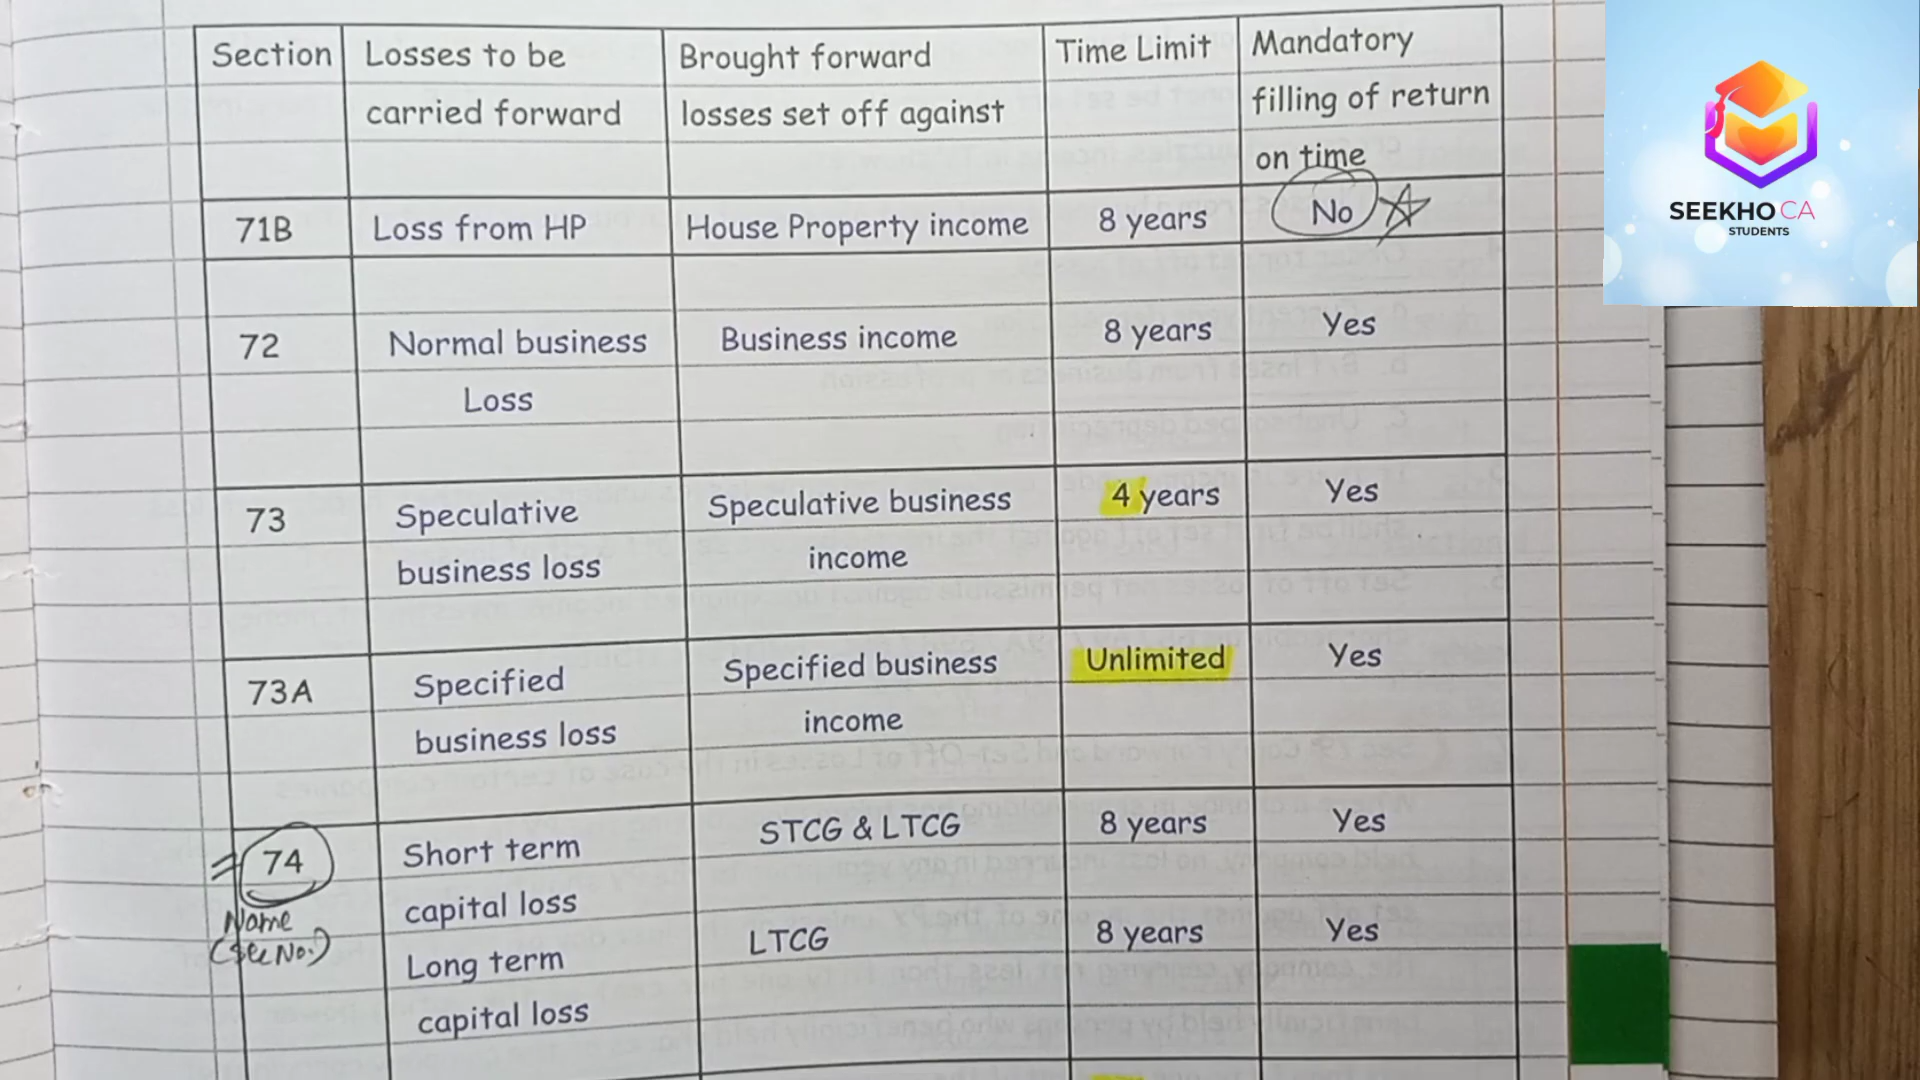 Section
Losses to be
carried forward
Brought forward
losses set off against
Time Limit
Mandatory
filling of return
on time
71B
Loss from HP
House Property income
8 years
No
72
Normal business
Loss
Business income
8 years
Yes
73
Speculative
business loss
Speculative business
income
4 years
Yes
73A
Specified
business loss
Specified business
income
Unlimited
Yes
74
Name
(Sec No.)
Short term
capital loss
STCG & LTCG
8 years
Yes
Long term
capital loss
LTCG
8 years
Yes
SEEKHO CA
STUDENTS